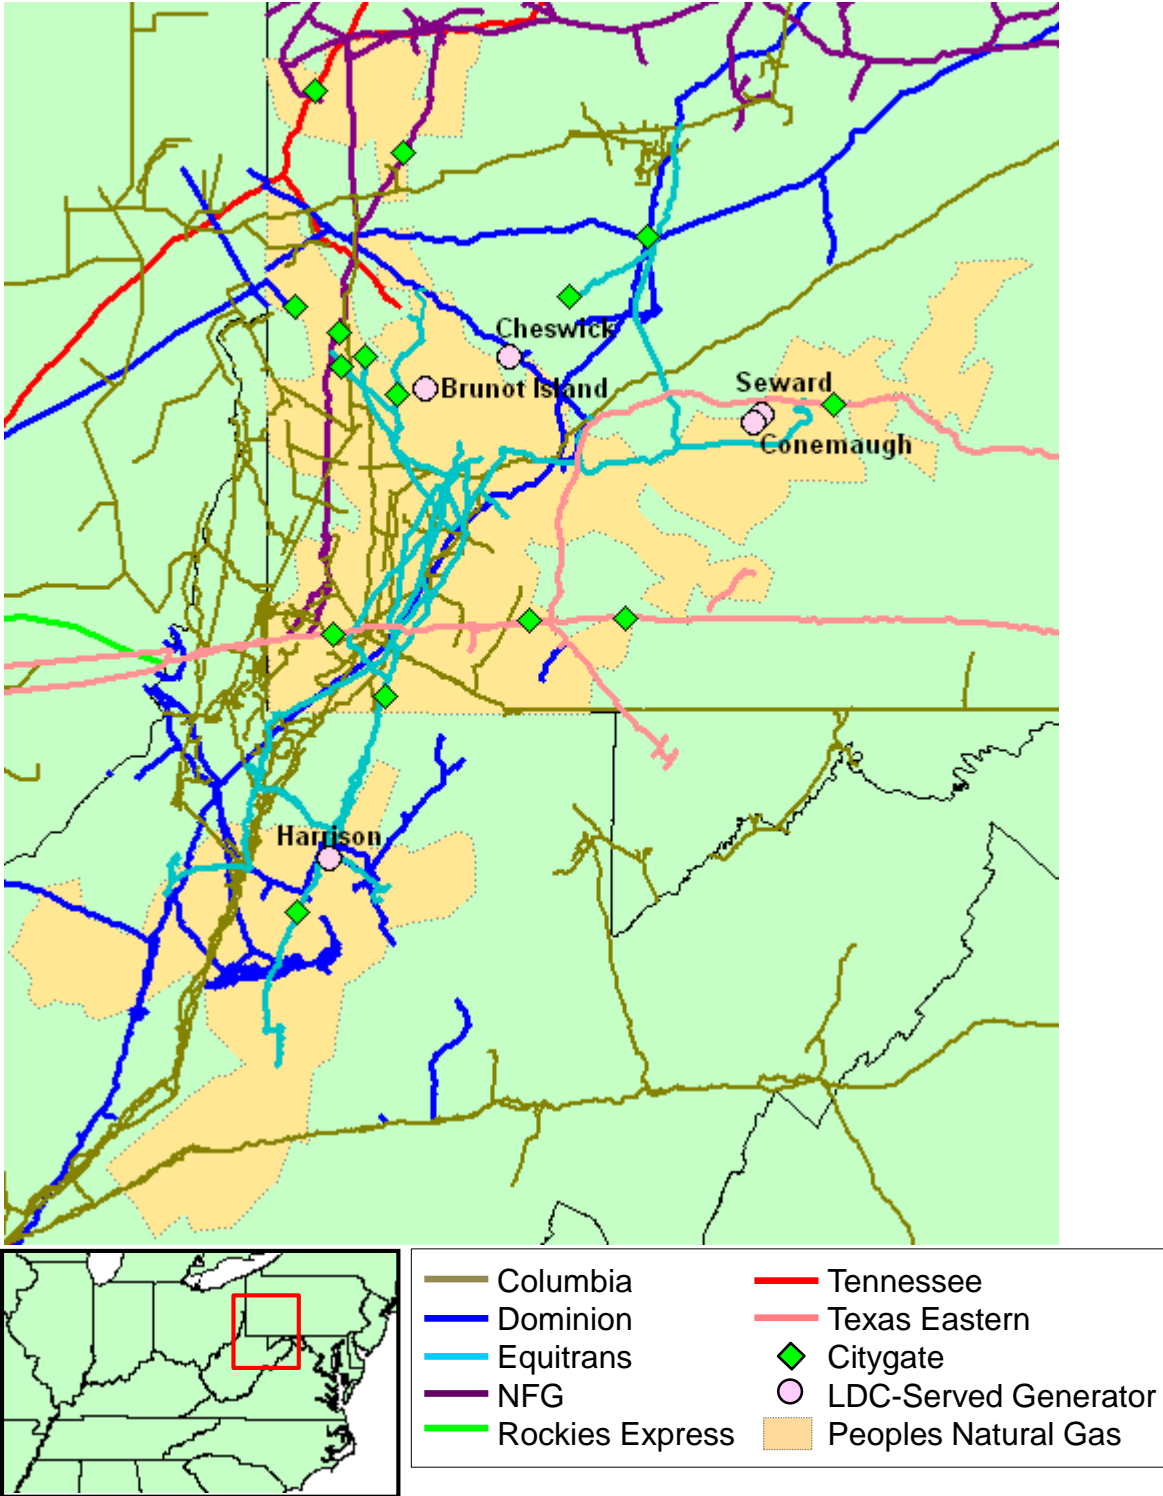 Cheswick
Brunot Island
Seward
Conemaugh
Harrison
Columbia
Dominion
Equitrans
NFG
Rockies Express
Tennessee
Texas Eastern
Citygate
LDC-Served Generator
Peoples Natural Gas